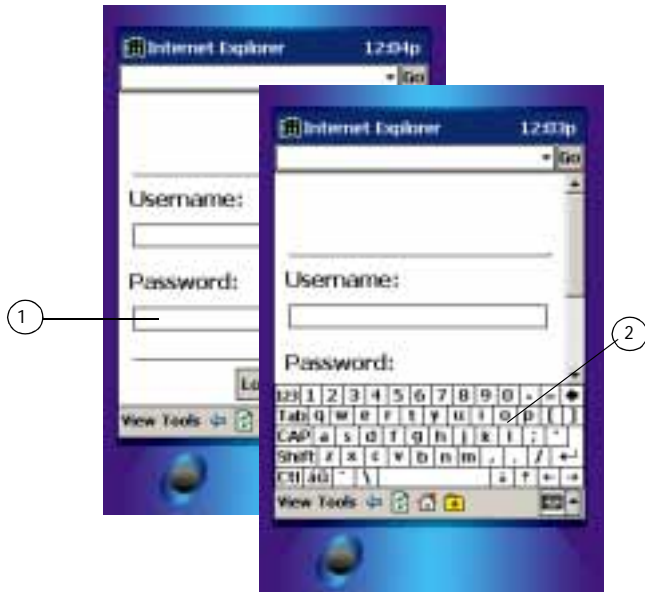 Internet Explorer 12:04p
Go
Username:
Password:
Lo
View Tools
1
Internet Explorer 12:03p
Go
Username:
Password:
2
123 1 2 3 4 5 6 7 8 9 0 - =
Tab q w e r t y u i o p [ ]
CAP a s d f g h j k l ; '
Shift z x c v b n m , . /
Ctl áü ` \
View Tools